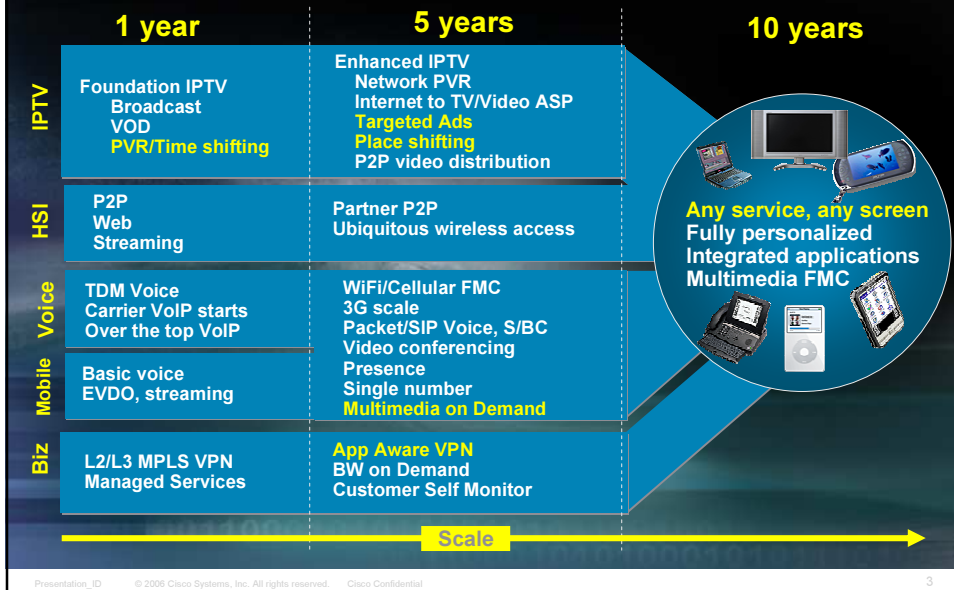 1 year
5 years
10 years
IPTV
Foundation IPTV
Broadcast
VOD
PVR/Time shifting
Enhanced IPTV
Network PVR
Internet to TV/Video ASP
Targeted Ads
Place shifting
P2P video distribution
HSI
P2P
Web
Streaming
Partner P2P
Ubiquitous wireless access
Voice
TDM Voice
Carrier VoIP starts
Over the top VoIP
Mobile
Basic voice
EVDO, streaming
WiFi/Cellular FMC
3G scale
Packet/SIP Voice, S/BC
Video conferencing
Presence
Single number
Multimedia on Demand
Biz
L2/L3 MPLS VPN
Managed Services
App Aware VPN
BW on Demand
Customer Self Monitor
Any service, any screen
Fully personalized
Integrated applications
Multimedia FMC
Scale
Presentation_ID © 2006 Cisco Systems, Inc. All rights reserved. Cisco Confidential 3